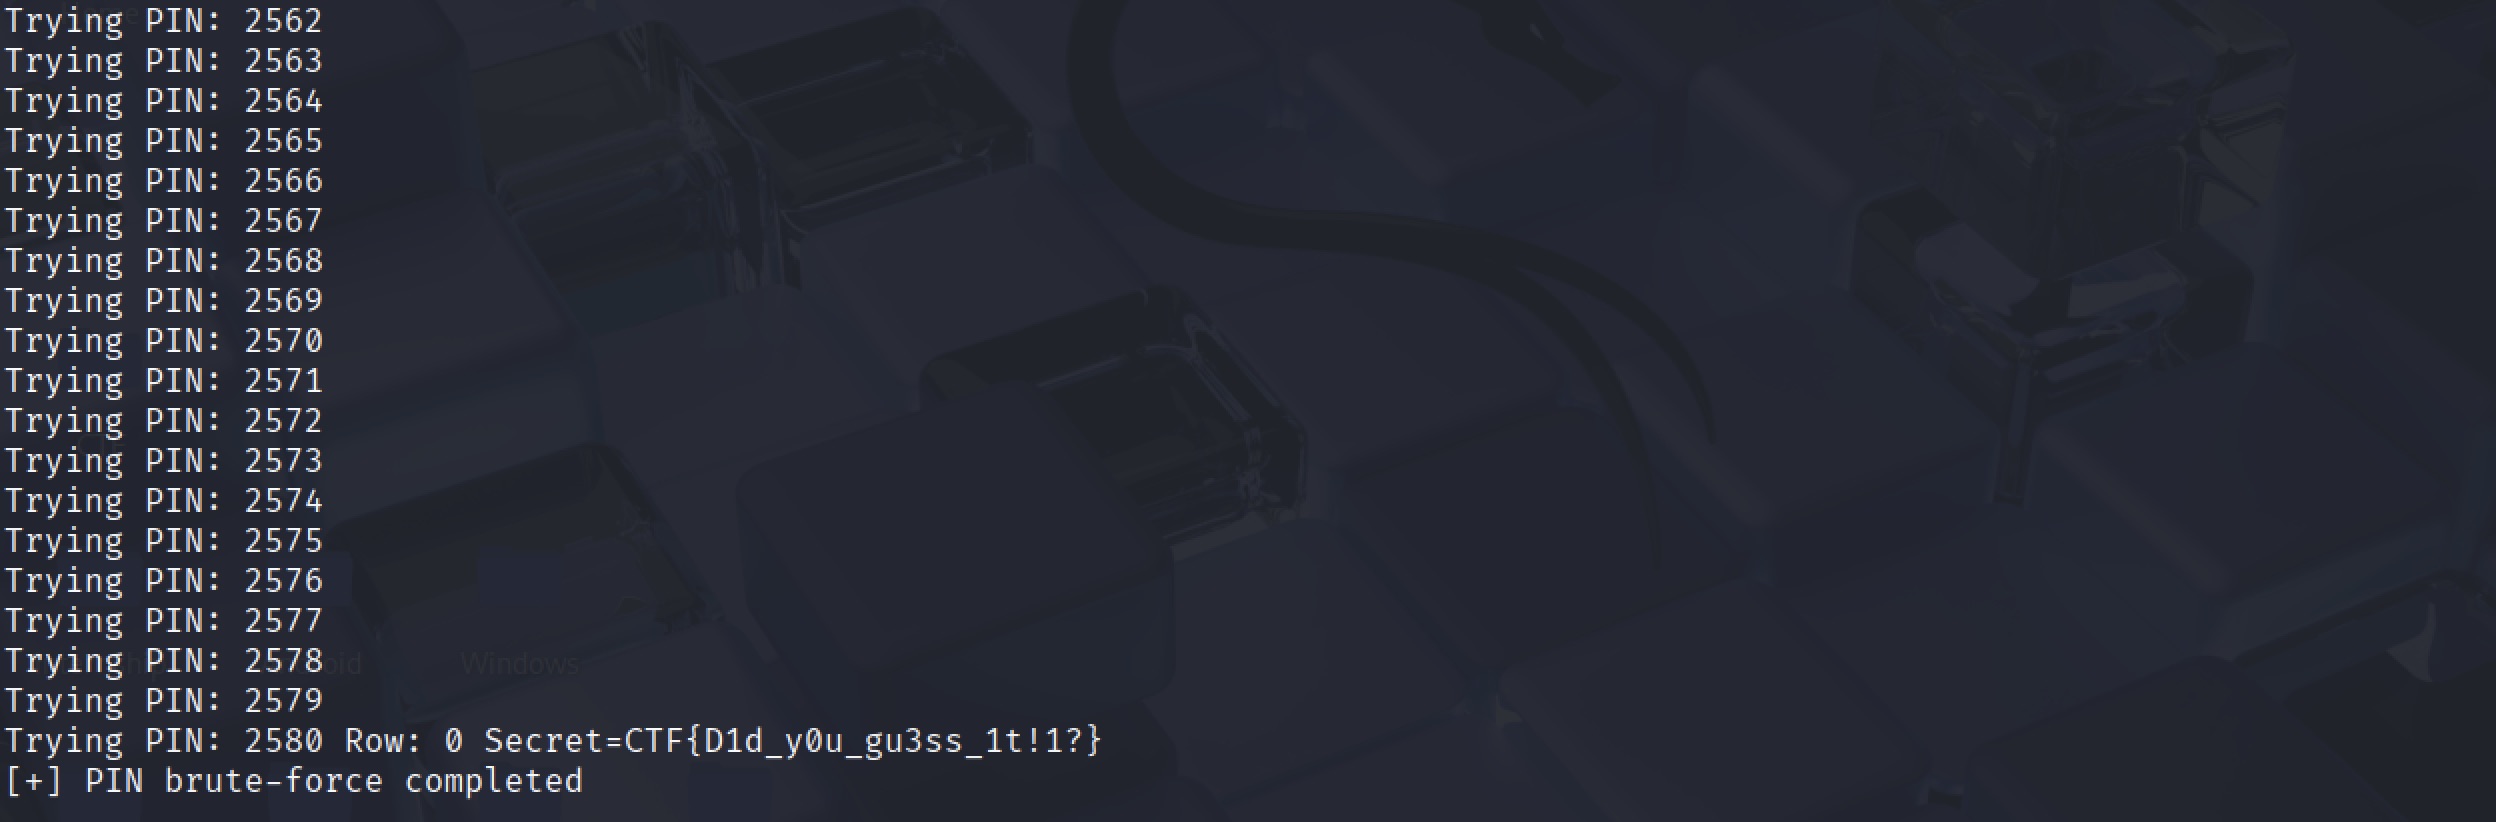 Trying PIN: 2562
Trying PIN: 2563
Trying PIN: 2564
Trying PIN: 2565
Trying PIN: 2566
Trying PIN: 2567
Trying PIN: 2568
Trying PIN: 2569
Trying PIN: 2570
Trying PIN: 2571
Trying PIN: 2572
Trying PIN: 2573
Trying PIN: 2574
Trying PIN: 2575
Trying PIN: 2576
Trying PIN: 2577
Trying PIN: 2578
Windows
Trying PIN: 2579
Trying PIN: 2580 Row: 0 Secret=CTF{D1d_y0u_gu3ss_1t!1?}
[+] PIN brute-force completed